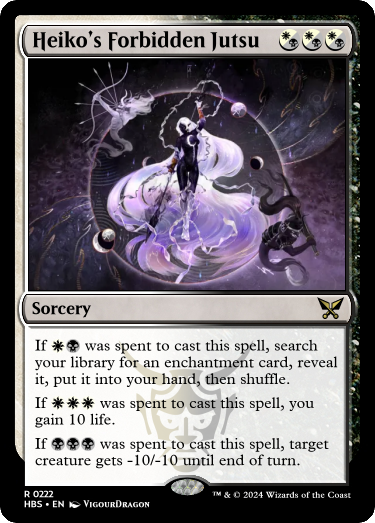 Heiko's Forbidden Jutsu
Sorcery
If was spent to cast this spell, search
your library for an enchantment card, reveal
it, put it into your hand, then shuffle.
If was spent to cast this spell, you
gain 10 life.
If was spent to cast this spell, target
creature gets -10/-10 until end of turn.
R 0222
HBS • EN VigourDragon
™ & © 2024 Wizards of the Coast